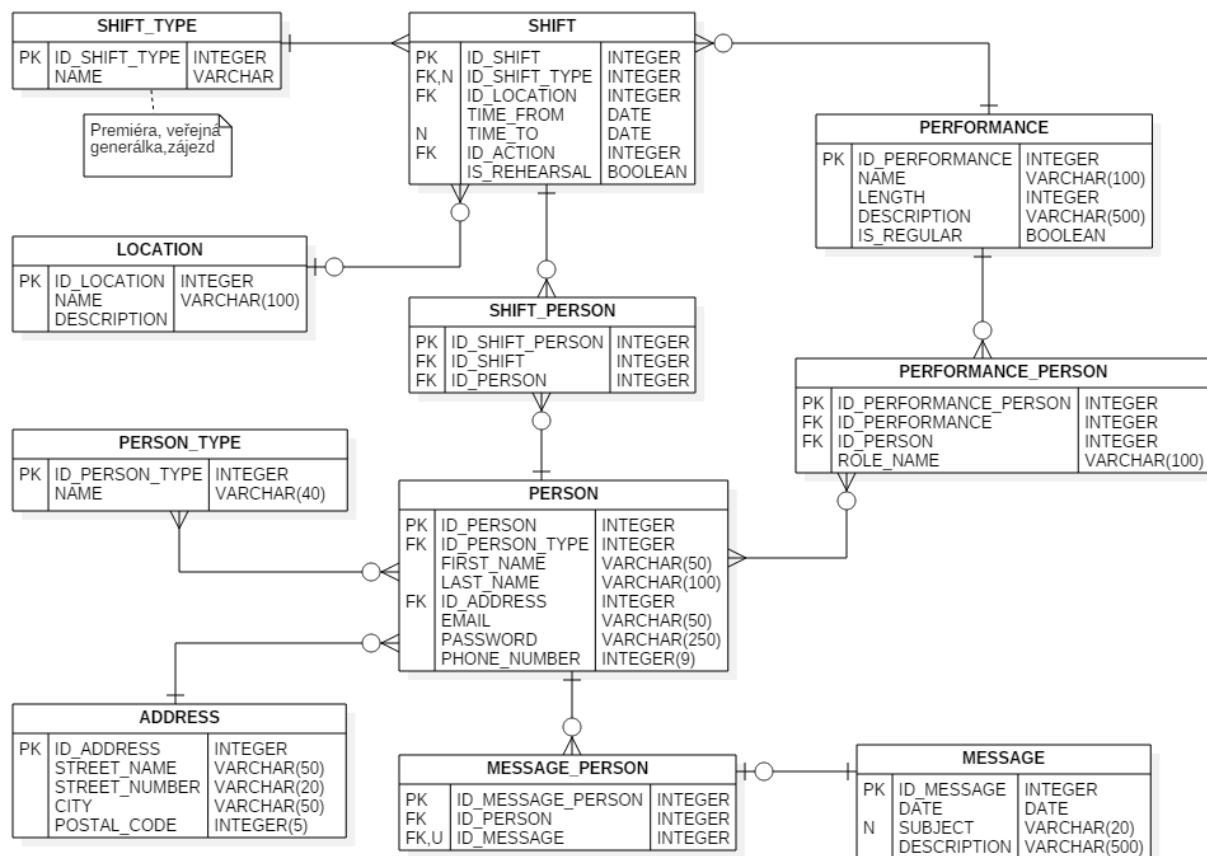 SHIFT_TYPE
PK ID_SHIFT_TYPE INTEGER
NAME VARCHAR
Premiéra, veřejná
generálka,zájezd
SHIFT
PK ID_SHIFT INTEGER
FK,N ID_SHIFT_TYPE INTEGER
FK ID_LOCATION INTEGER
TIME_FROM DATE
N TIME_TO DATE
FK ID_ACTION INTEGER
IS_REHEARSAL BOOLEAN
PERFORMANCE
PK ID_PERFORMANCE INTEGER
NAME VARCHAR(100)
LENGTH INTEGER
DESCRIPTION VARCHAR(500)
IS_REGULAR BOOLEAN
LOCATION
PK ID_LOCATION INTEGER
NAME VARCHAR(100)
DESCRIPTION
SHIFT_PERSON
PK ID_SHIFT_PERSON INTEGER
FK ID_SHIFT INTEGER
FK ID_PERSON INTEGER
PERFORMANCE_PERSON
PK ID_PERFORMANCE_PERSON INTEGER
FK ID_PERFORMANCE INTEGER
FK ID_PERSON INTEGER
ROLE_NAME VARCHAR(100)
PERSON_TYPE
PK ID_PERSON_TYPE INTEGER
NAME VARCHAR(40)
PERSON
PK ID_PERSON INTEGER
FK ID_PERSON_TYPE INTEGER
FIRST_NAME VARCHAR(50)
LAST_NAME VARCHAR(100)
FK ID_ADDRESS INTEGER
EMAIL VARCHAR(50)
PASSWORD VARCHAR(250)
PHONE_NUMBER INTEGER(9)
ADDRESS
PK ID_ADDRESS INTEGER
STREET_NAME VARCHAR(50)
STREET_NUMBER VARCHAR(20)
CITY VARCHAR(50)
POSTAL_CODE INTEGER(5)
MESSAGE_PERSON
PK ID_MESSAGE_PERSON INTEGER
FK ID_PERSON INTEGER
FK,U ID_MESSAGE INTEGER
MESSAGE
PK ID_MESSAGE INTEGER
DATE DATE
N SUBJECT VARCHAR(20)
DESCRIPTION VARCHAR(500)